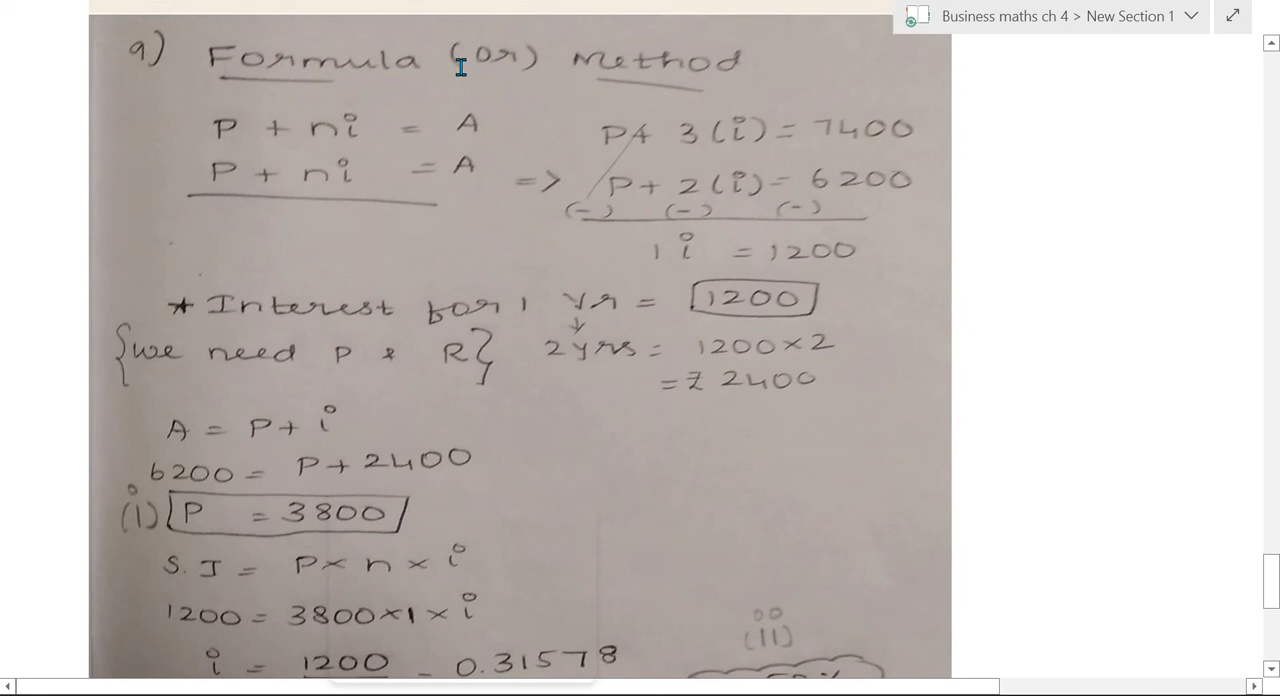 Business maths ch 4 > New Section 1
9) Formula (or) Method
P + ni = A
P + ni = A
=> P+ 3(i) = 7400
P + 2(i) = 6200
(-) (-) (-)
1 i = 1200
* Interest for 1 yr = 1200
{we need P & R} 2 yrs = 1200 × 2
= ₹ 2400
A = P + i
6200 = P + 2400
(i) P = 3800
S.I = P × n × i
1200 = 3800 × 1 × i
i = 1200 = 0.31578
(ii)